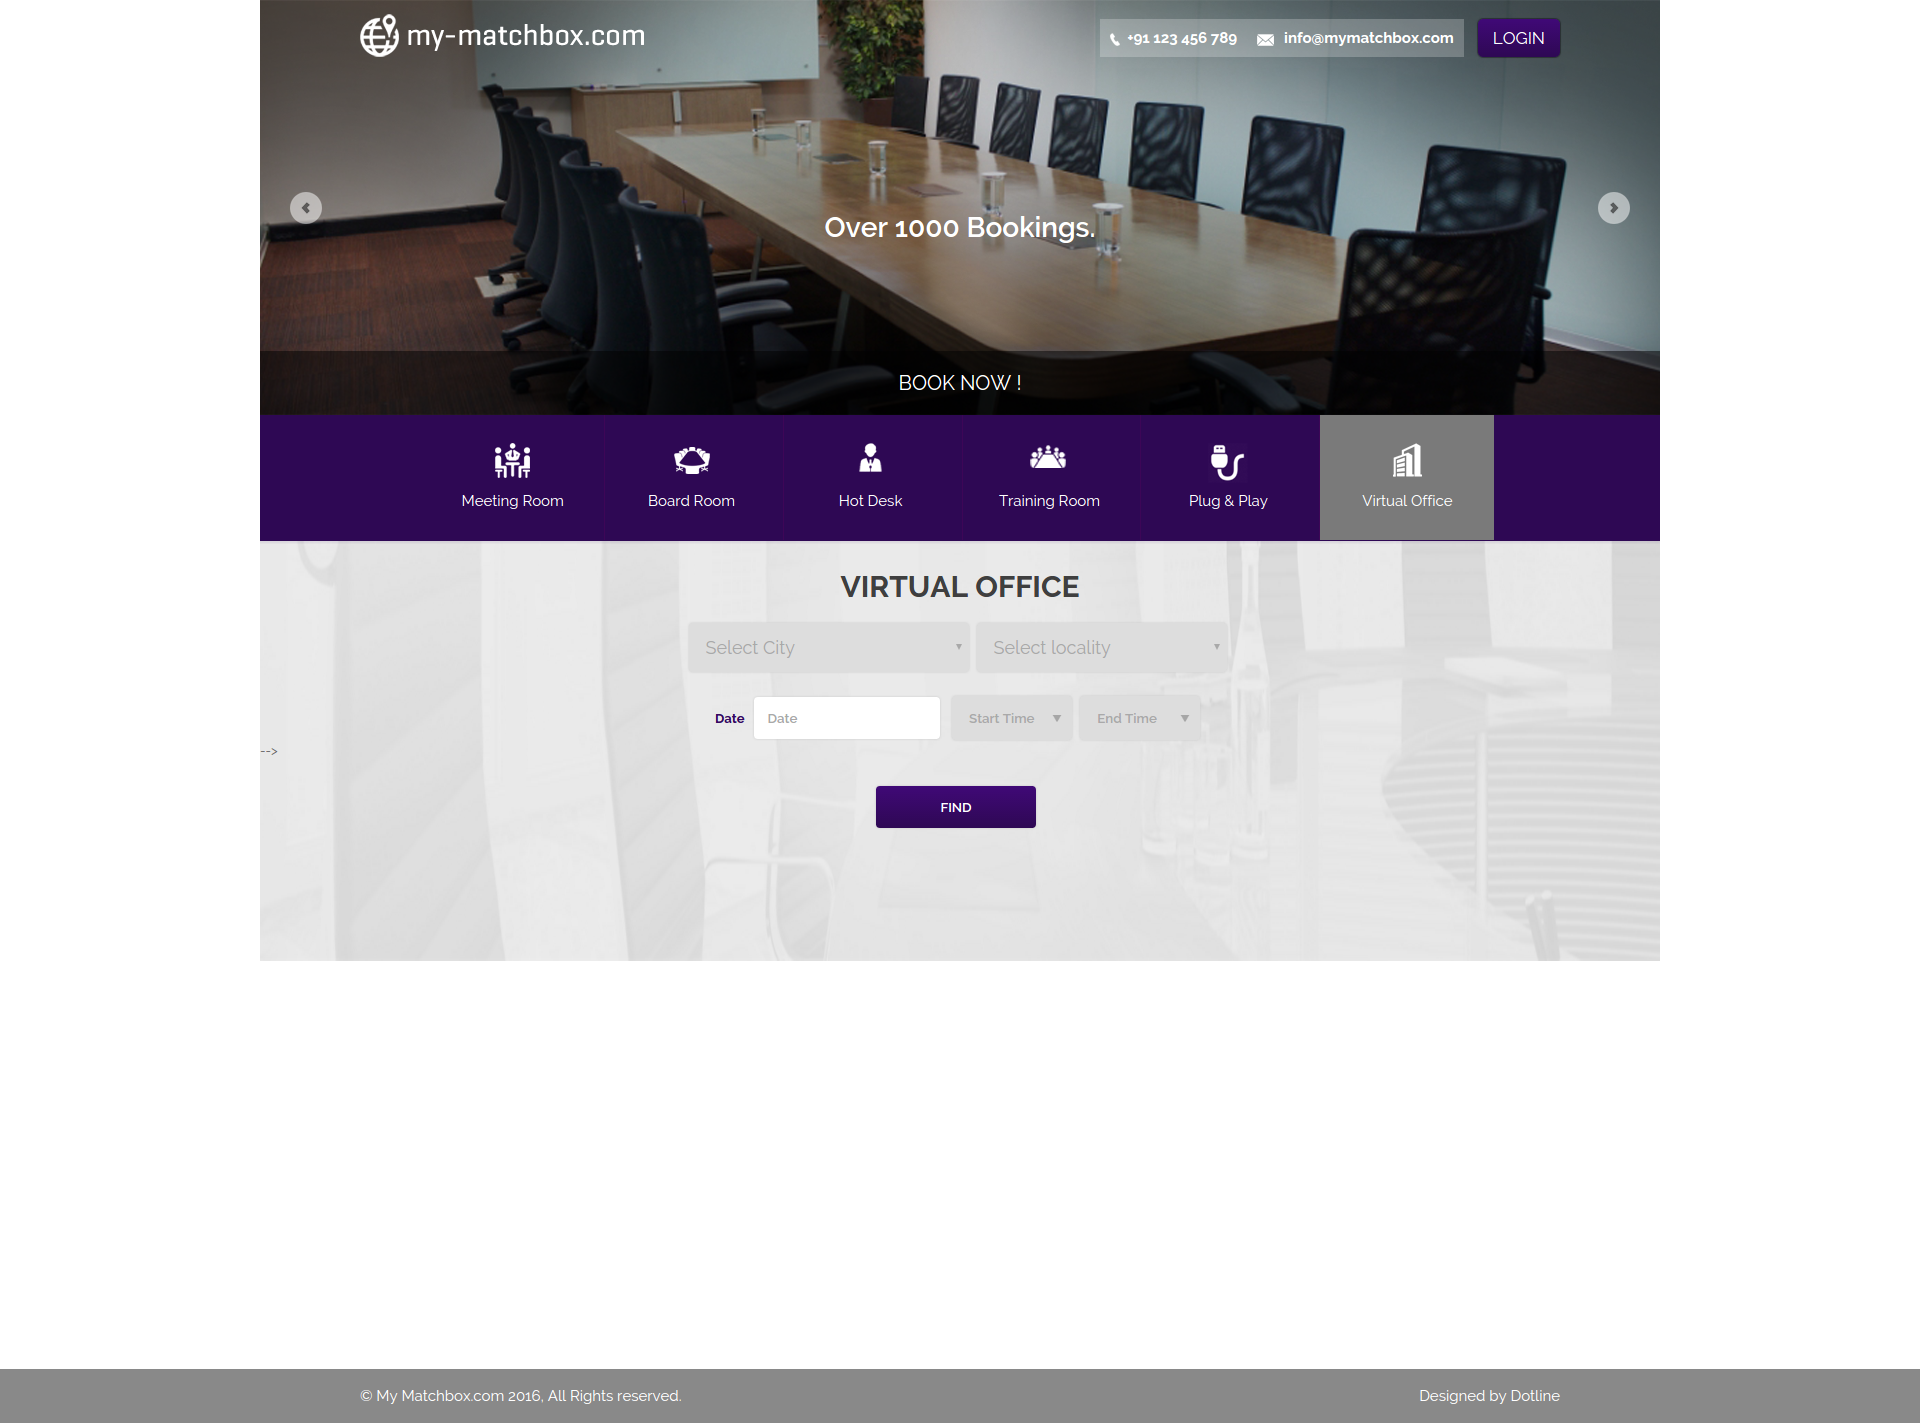 my-matchbox.com
+91 123 456 789
info@mymatchbox.com
LOGIN
Over 1000 Bookings.
BOOK NOW !
Meeting Room
Board Room
Hot Desk
Training Room
Plug & Play
Virtual Office
VIRTUAL OFFICE
Select City
Select locality
Date
Date
Start Time
End Time
-->
FIND
© My Matchbox.com 2016, All Rights reserved.
Designed by Dotline